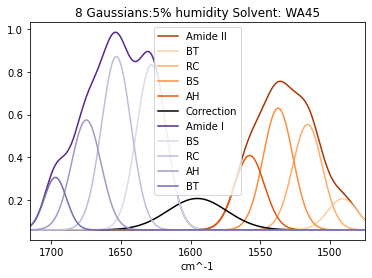 8 Gaussians:5% humidity Solvent: WA45
1.0
0.8
0.6
0.4
0.2
Amide II
BT
RC
BS
AH
Correction
Amide I
BS
RC
AH
BT
1700 1650 1600 1550 1500
cm^-1